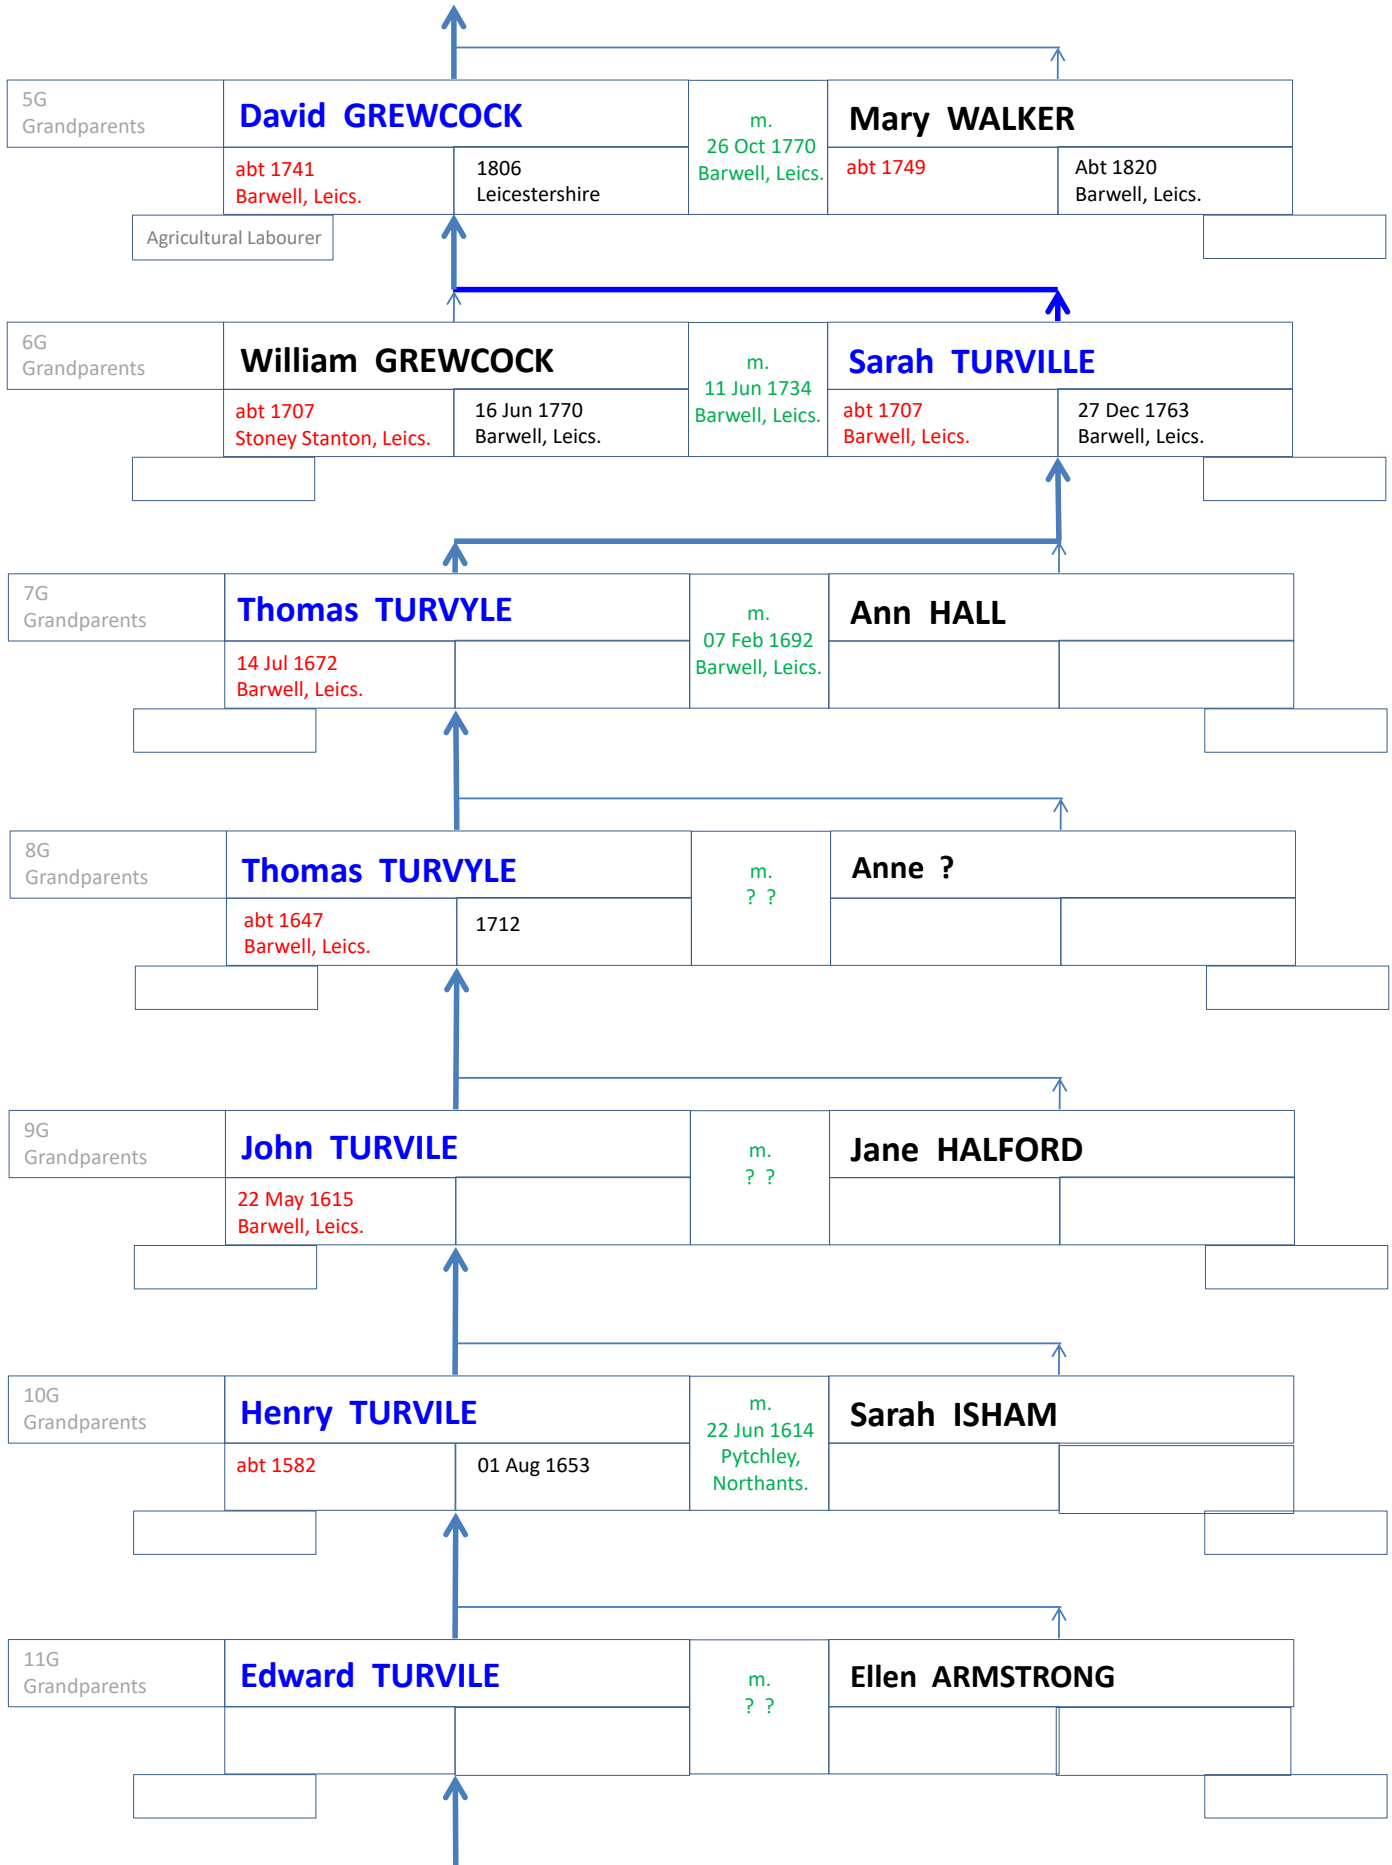 5G
Grandparents
David GREWCOCK
m.
26 Oct 1770
Barwell, Leics.
Mary WALKER
abt 1741
Barwell, Leics.
1806
Leicestershire
abt 1749
Abt 1820
Barwell, Leics.
Agricultural Labourer
6G
Grandparents
William GREWCOCK
m.
11 Jun 1734
Barwell, Leics.
Sarah TURVILLE
abt 1707
Stoney Stanton, Leics.
16 Jun 1770
Barwell, Leics.
abt 1707
Barwell, Leics.
27 Dec 1763
Barwell, Leics.
7G
Grandparents
Thomas TURVYLE
m.
07 Feb 1692
Barwell, Leics.
Ann HALL
14 Jul 1672
Barwell, Leics.
8G
Grandparents
Thomas TURVYLE
m.
? ?
Anne ?
abt 1647
Barwell, Leics.
1712
9G
Grandparents
John TURVILE
m.
? ?
Jane HALFORD
22 May 1615
Barwell, Leics.
10G
Grandparents
Henry TURVILE
m.
22 Jun 1614
Pytchley,
Northants.
Sarah ISHAM
abt 1582
01 Aug 1653
11G
Grandparents
Edward TURVILE
m.
? ?
Ellen ARMSTRONG